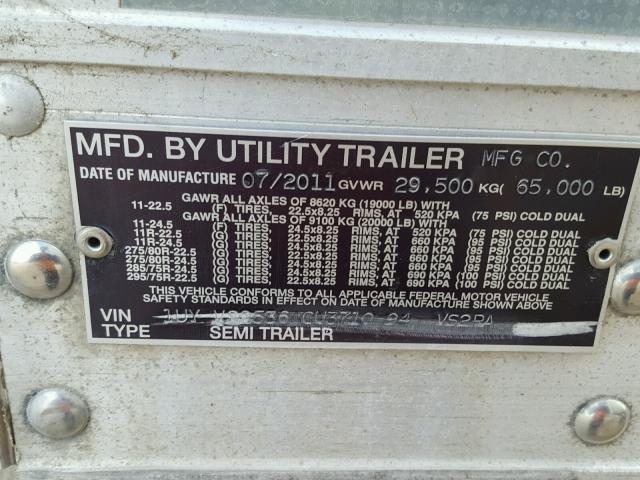 MFD. BY UTILITY TRAILER MFG CO.
DATE OF MANUFACTURE 07/2011 GVWR 29,500 KG( 65,000 LB)
GAWR ALL AXLES OF 8620 KG (19000 LB) WITH
11-22.5 (F) TIRES, 22.5x8.25 RIMS, AT 520 KPA (75 PSI) COLD DUAL
GAWR ALL AXLES OF 9100 KG (20000 LB) WITH
11-24.5 (F) TIRES, 24.5x8.25 RIMS, AT 520 KPA (75 PSI) COLD DUAL
11R-22.5 (G) TIRES, 22.5x8.25 RIMS, AT 660 KPA (95 PSI) COLD DUAL
11R-24.5 (G) TIRES, 24.5x8.25 RIMS, AT 660 KPA (95 PSI) COLD DUAL
275/80R-22.5 (G) TIRES, 22.5x8.25 RIMS, AT 660 KPA (95 PSI) COLD DUAL
275/80R-24.5 (G) TIRES, 24.5x8.25 RIMS, AT 660 KPA (95 PSI) COLD DUAL
285/75R-24.5 (G) TIRES, 24.5x8.25 RIMS, AT 660 KPA (95 PSI) COLD DUAL
295/75R-22.5 (G) TIRES, 22.5x8.25 RIMS, AT 690 KPA (100 PSI) COLD DUAL
THIS VEHICLE CONFORMS TO ALL APPLICABLE FEDERAL MOTOR VEHICLE
SAFETY STANDARDS IN EFFECT ON DATE OF MANUFACTURE SHOWN ABOVE
VIN 1UY VS2RA
TYPE SEMI TRAILER